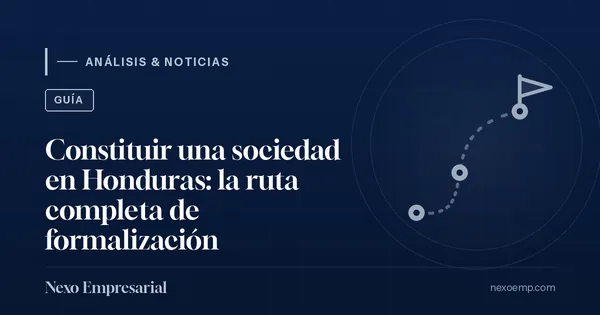 ANÁLISIS & NOTICIAS
GUÍA
Constituir una sociedad
en Honduras: la ruta
completa de
formalización
Nexo Empresarial
nexoemp.com